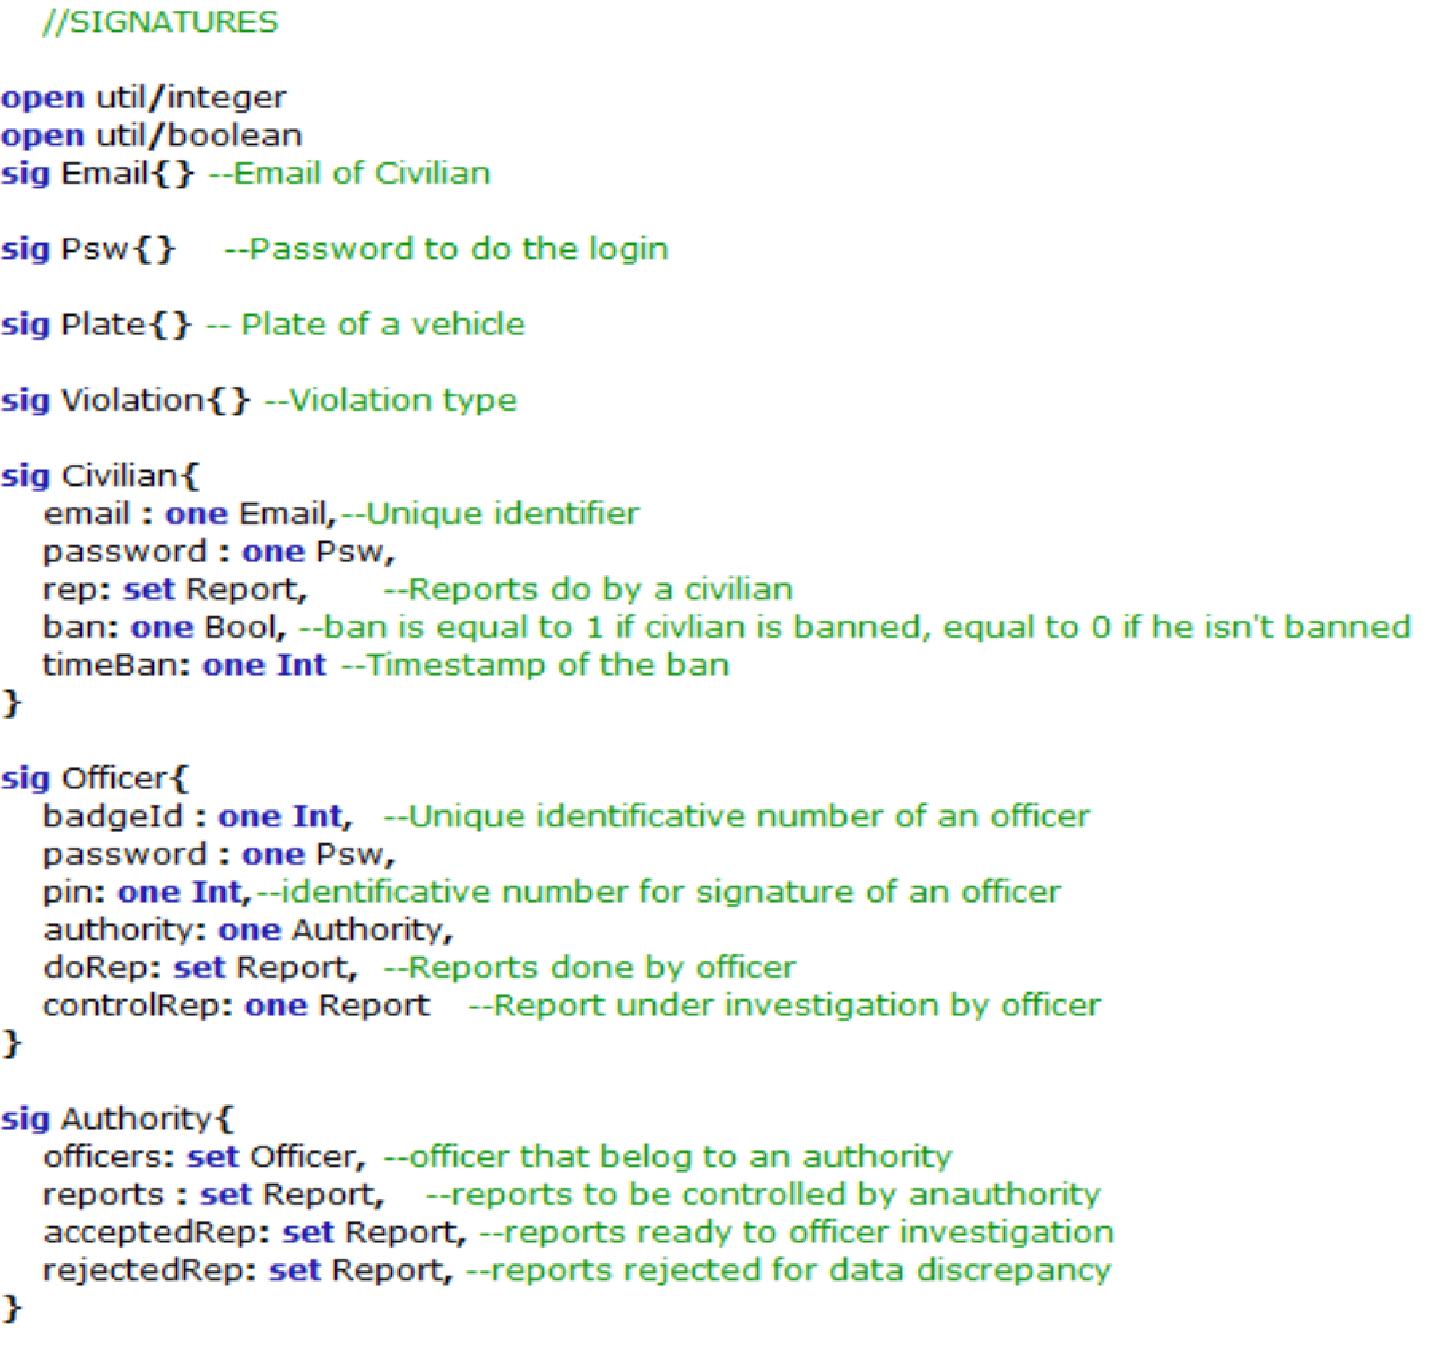 //SIGNATURES
open util/integer
open util/boolean
sig Email{} --Email of Civilian
sig Psw{} --Password to do the login
sig Plate{} -- Plate of a vehicle
sig Violation{} --Violation type
sig Civilian{
email : one Email,--Unique identifier
password : one Psw,
rep: set Report, --Reports do by a civilian
ban: one Bool, --ban is equal to 1 if civlian is banned, equal to 0 if he isn't banned
timeBan: one Int --Timestamp of the ban
}
sig Officer{
badgeId : one Int, --Unique identificative number of an officer
password : one Psw,
pin: one Int,--identificative number for signature of an officer
authority: one Authority,
doRep: set Report, --Reports done by officer
controlRep: one Report --Report under investigation by officer
}
sig Authority{
officers: set Officer, --officer that belog to an authority
reports : set Report, --reports to be controlled by anauthority
acceptedRep: set Report, --reports ready to officer investigation
rejectedRep: set Report, --reports rejected for data discrepancy
}